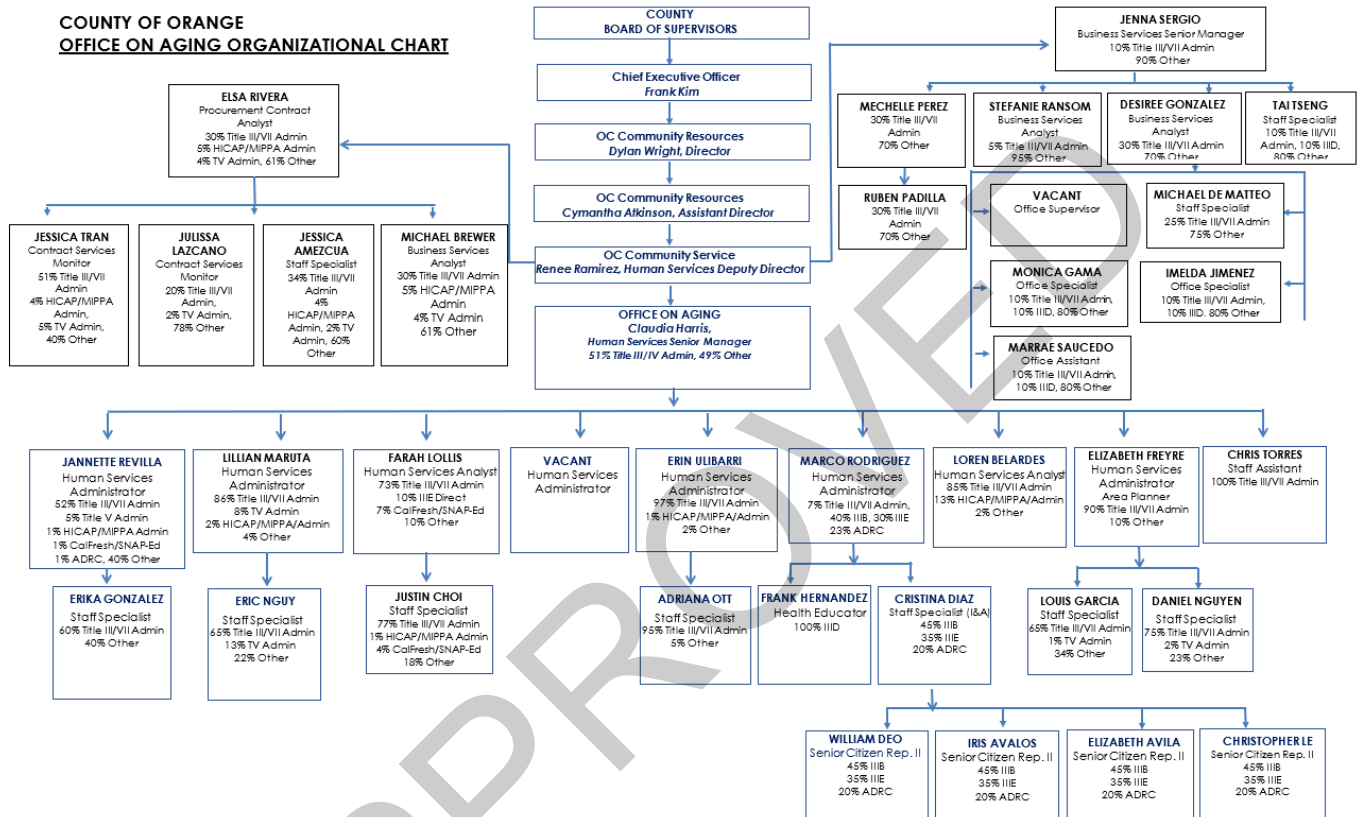 COUNTY OF ORANGE
OFFICE ON AGING ORGANIZATIONAL CHART
COUNTY
BOARD OF SUPERVISORS
Chief Executive Officer
Frank Kim
OC Community Resources
Dylan Wright, Director
OC Community Resources
Cymantha Atkinson, Assistant Director
OC Community Service
Renee Ramirez, Human Services Deputy Director
OFFICE ON AGING
Claudia Harris,
Human Services Senior Manager
51% Title III/IV Admin, 49% Other
ELSA RIVERA
Procurement Contract
Analyst
30% Title III/VII Admin
5% HICAP/MIPPA Admin
4% TV Admin, 61% Other
JESSICA TRAN
Contract Services
Monitor
51% Title III/VII
Admin
4% HICAP/MIPPA
Admin,
5% TV Admin,
40% Other
JULISSA
LAZCANO
Contract Services
Monitor
20% Title III/VII
Admin,
2% TV Admin,
78% Other
JESSICA
AMEZCUA
Staff Specialist
34% Title III/VII
Admin
4%
HICAP/MIPPA
Admin, 2% TV
Admin, 60%
Other
MICHAEL BREWER
Business Services
Analyst
30% Title III/VII Admin
5% HICAP/MIPPA
Admin
4% TV Admin
61% Other
JENNA SERGIO
Business Services Senior Manager
10% Title III/VII Admin
90% Other
MECHELLE PEREZ
30% Title III/VII
Admin
70% Other
STEFANIE RANSOM
Business Services
Analyst
5% Title III/VII Admin
95% Other
DESIREE GONZALEZ
Business Services
Analyst
30% Title III/VII Admin
70% Other
TAI TSENG
Staff Specialist
10% Title III/VII
Admin, 10% IIID,
80% Other
RUBEN PADILLA
30% Title III/VII
Admin
70% Other
VACANT
Office Supervisor
MICHAEL DE MATTEO
Staff Specialist
25% Title III/VII Admin
75% Other
MONICA GAMA
Office Specialist
10% Title III/VII Admin,
10% IIID, 80% Other
IMELDA JIMENEZ
Office Specialist
10% Title III/VII Admin,
10% IIID. 80% Other
MARRAE SAUCEDO
Office Assistant
10% Title III/VII Admin,
10% IIID, 80% Other
JANNETTE REVILLA
Human Services
Administrator
52% Title III/VII Admin
5% Title V Admin
1% HICAP/MIPPA Admin
1% CalFresh/SNAP-Ed
1% ADRC, 40% Other
LILLIAN MARUTA
Human Services
Administrator
86% Title III/VII Admin
8% TV Admin
2% HICAP/MIPPA/Admin
4% Other
FARAH LOLLIS
Human Services Analyst
73% Title III/VII Admin
10% IIIE Direct
7% CalFresh/SNAP-Ed
10% Other
VACANT
Human Services
Administrator
ERIN ULIBARRI
Human Services
Administrator
97% Title III/VII Admin
1% HICAP/MIPPA/Admin
2% Other
MARCO RODRIGUEZ
Human Services
Administrator
7% Title III/VII Admin,
40% IIIB, 30% IIIE
23% ADRC
LOREN BELARDES
Human Services Analyst
85% Title III/VII Admin
13% HICAP/MIPPA/Admin
2% Other
ELIZABETH FREYRE
Human Services
Administrator
Area Planner
90% Title III/VII Admin
10% Other
CHRIS TORRES
Staff Assistant
100% Title III/VII Admin
ERIKA GONZALEZ
Staff Specialist
60% Title III/VII Admin
40% Other
ERIC NGUY
Staff Specialist
65% Title III/VII Admin
13% TV Admin
22% Other
JUSTIN CHOI
Staff Specialist
77% Title III/VII Admin
1% HICAP/MIPPA Admin
4% CalFresh/SNAP-Ed
18% Other
ADRIANA OTT
Staff Specialist
95% Title III/VII Admin
5% Other
FRANK HERNANDEZ
Health Educator
100% IIID
CRISTINA DIAZ
Staff Specialist (I&A)
45% IIIB
35% IIIE
20% ADRC
LOUIS GARCIA
Staff Specialist
65% Title III/VII Admin
1% TV Admin
34% Other
DANIEL NGUYEN
Staff Specialist
75% Title III/VII Admin
2% TV Admin
23% Other
WILLIAM DEO
Senior Citizen Rep. II
45% IIIB
35% IIIE
20% ADRC
IRIS AVALOS
Senior Citizen Rep. II
45% IIIB
35% IIIE
20% ADRC
ELIZABETH AVILA
Senior Citizen Rep. II
45% IIIB
35% IIIE
20% ADRC
CHRISTOPHER LE
Senior Citizen Rep. II
45% IIIB
35% IIIE
20% ADRC
PPROVED